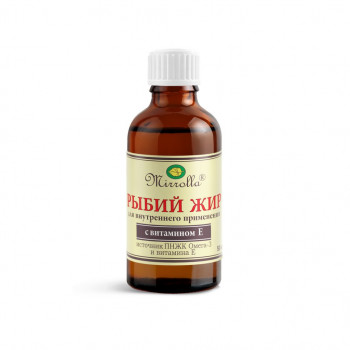 Mirrolla®
РЫБИЙ ЖИР
для внутреннего применения
с витамином Е
источник ПНЖК Омега-3
и витамина Е